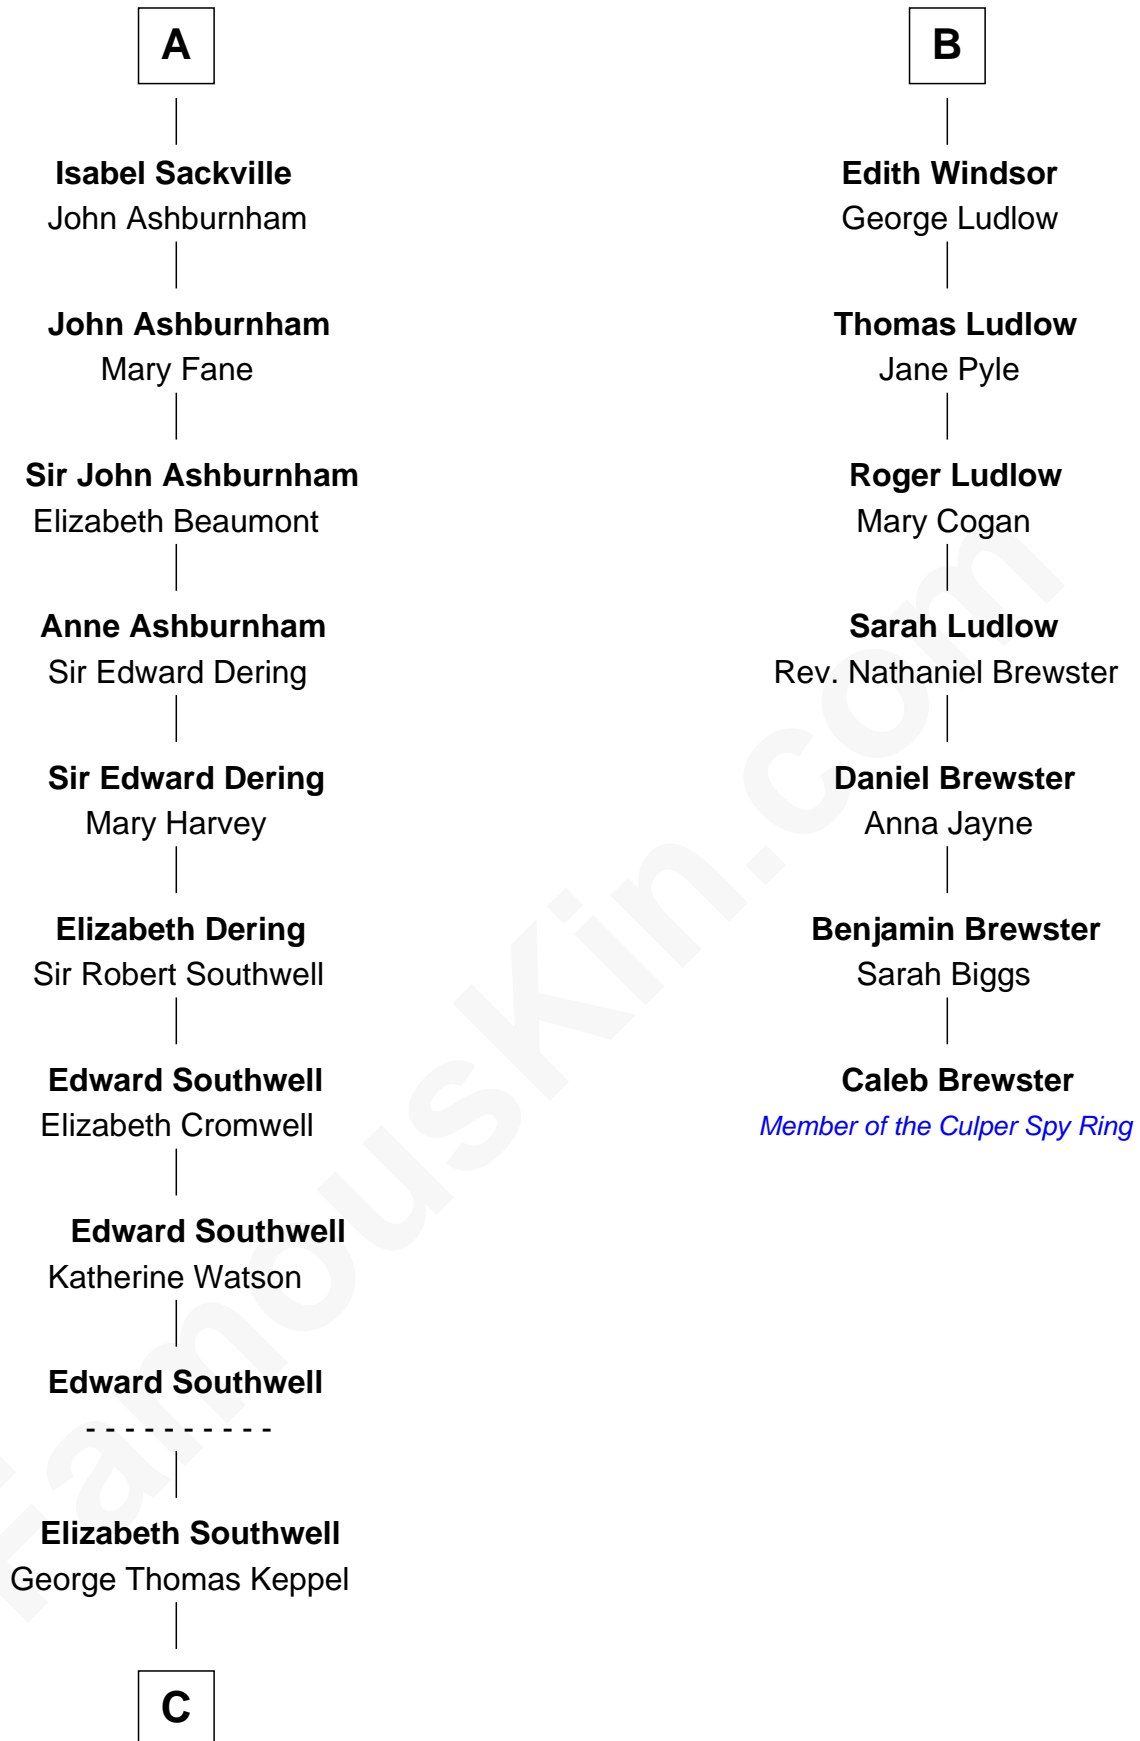 A
Isabel Sackville
John Ashburnham
John Ashburnham
Mary Fane
Sir John Ashburnham
Elizabeth Beaumont
Anne Ashburnham
Sir Edward Dering
Sir Edward Dering
Mary Harvey
Elizabeth Dering
Sir Robert Southwell
Edward Southwell
Elizabeth Cromwell
Edward Southwell
Katherine Watson
Edward Southwell
- - - - - - - - - -
Elizabeth Southwell
George Thomas Keppel
C
B
Edith Windsor
George Ludlow
Thomas Ludlow
Jane Pyle
Roger Ludlow
Mary Cogan
Sarah Ludlow
Rev. Nathaniel Brewster
Daniel Brewster
Anna Jayne
Benjamin Brewster
Sarah Biggs
Caleb Brewster
Member of the Culper Spy Ring
FamousKin.com